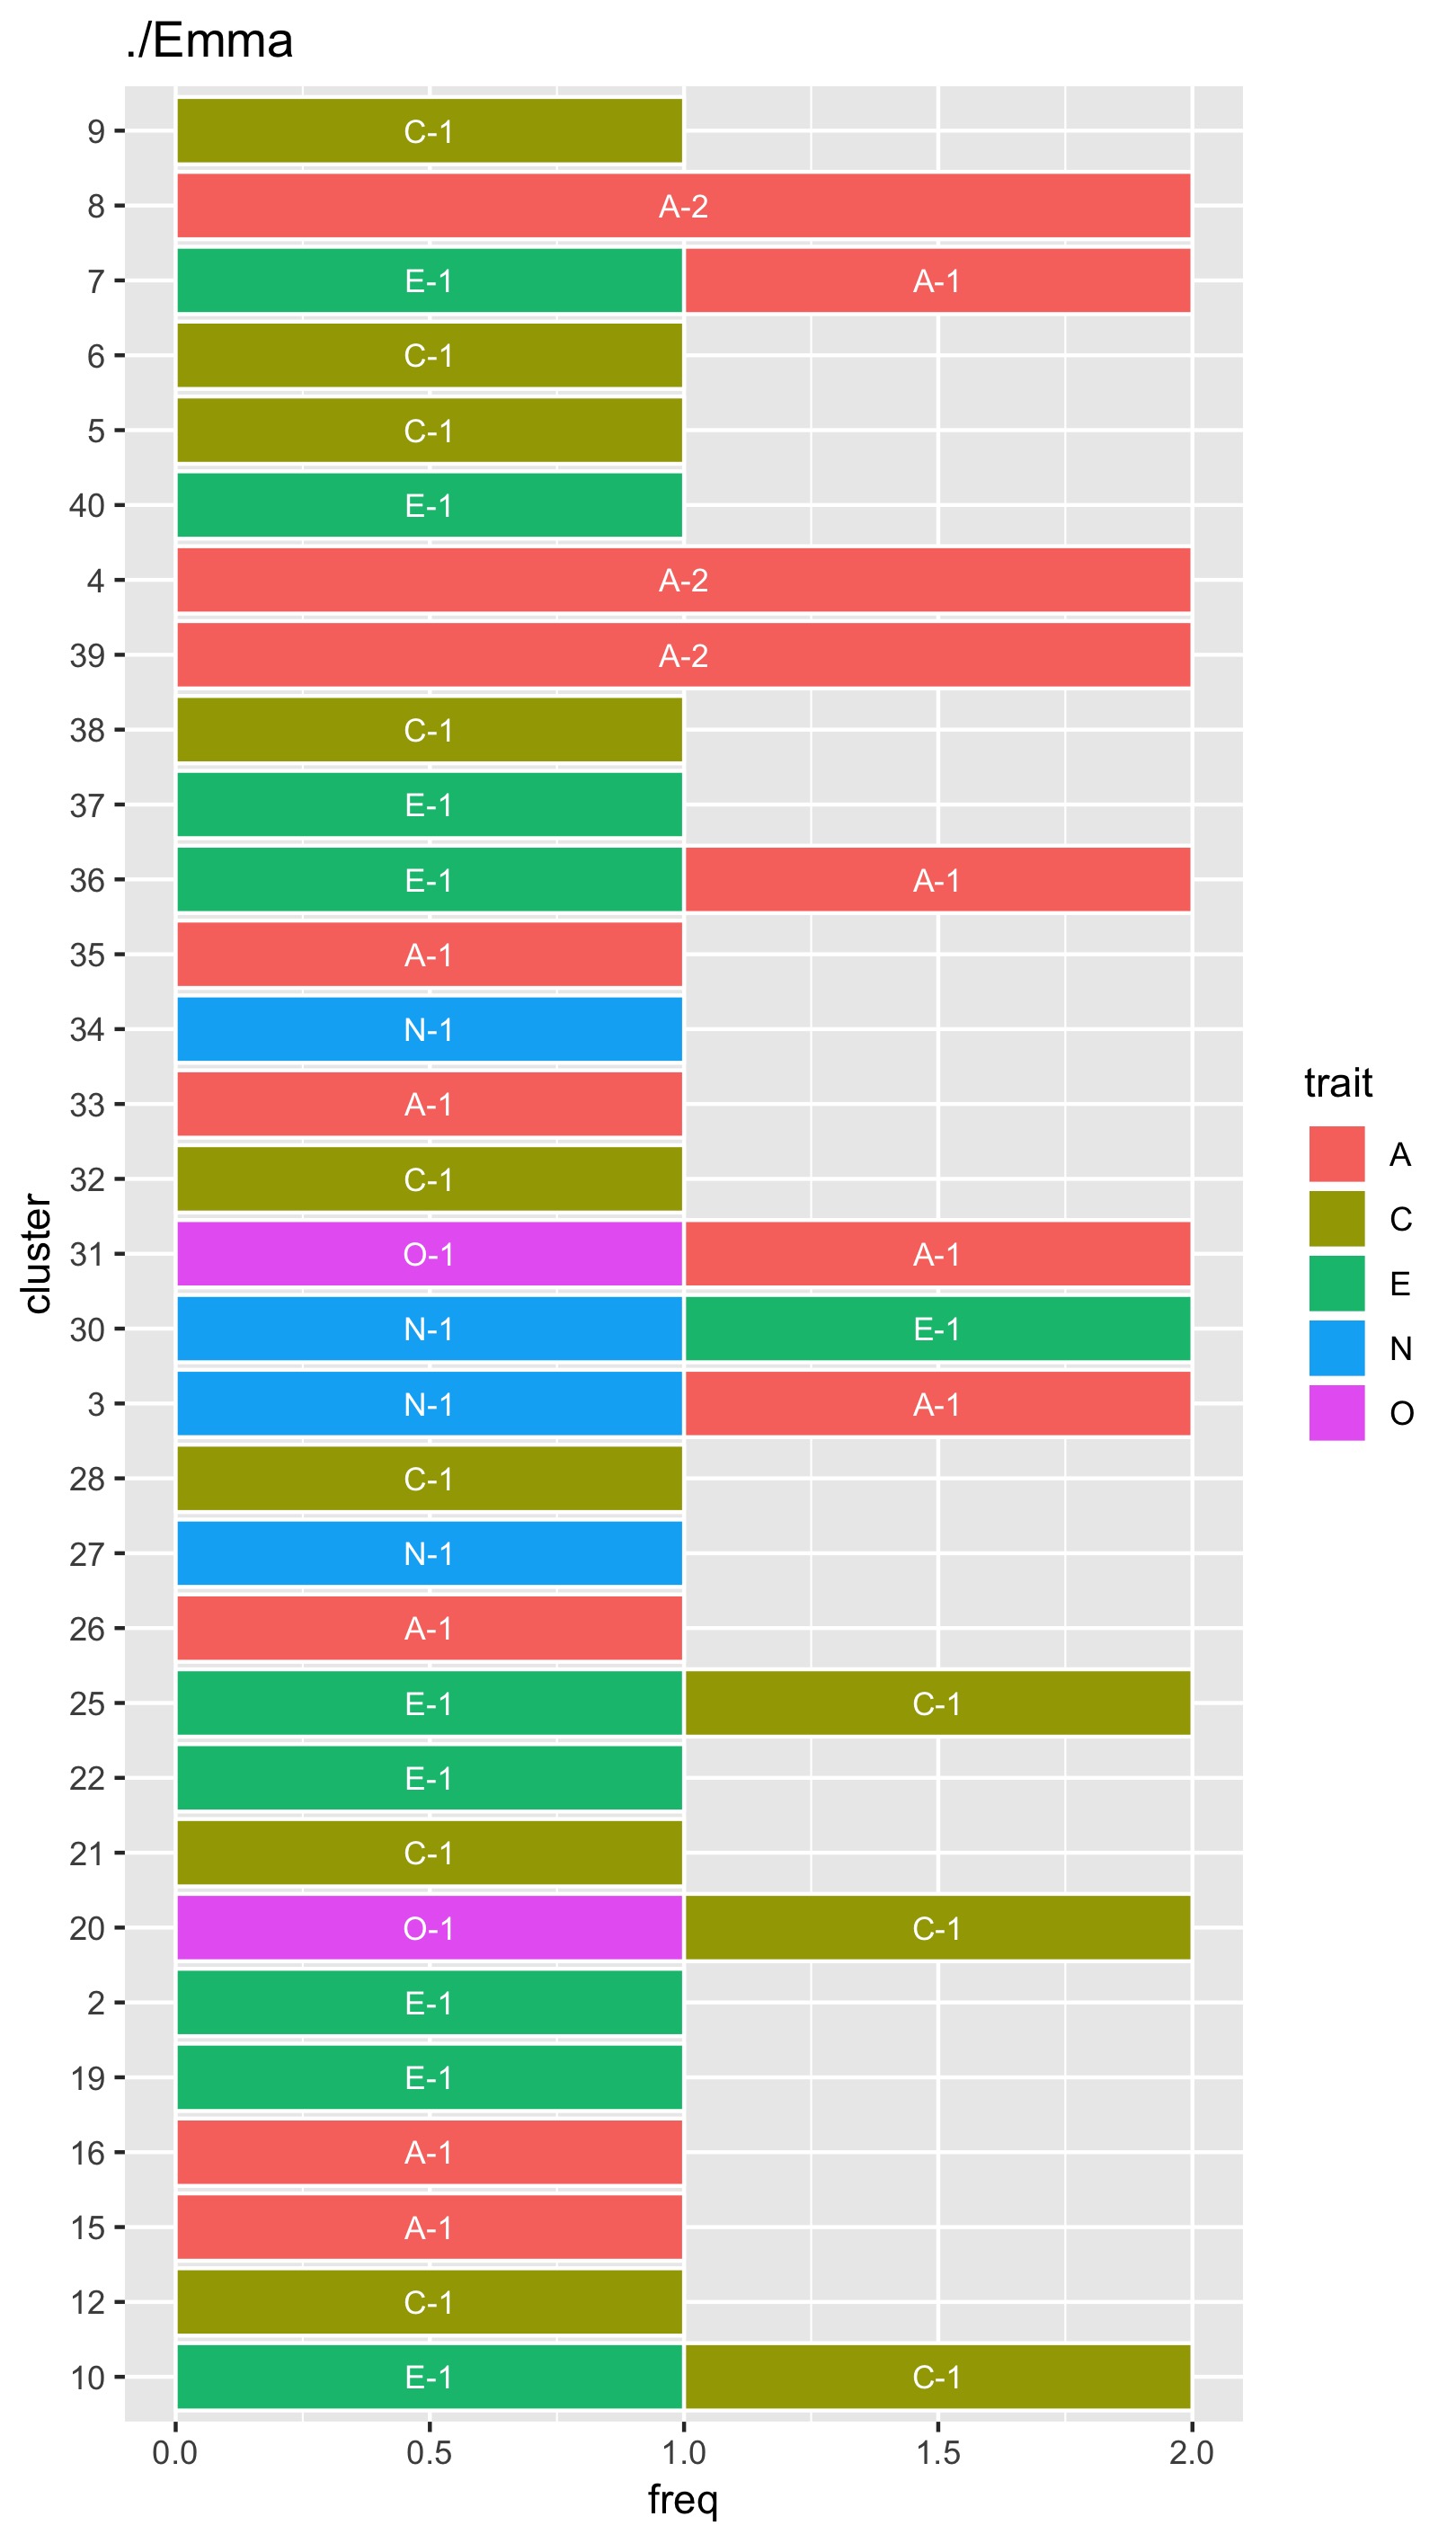 ./Emma
9 C-1
8 A-2
7 E-1 A-1
6 C-1
5 C-1
40 E-1
4 A-2
39 A-2
38 C-1
37 E-1
36 E-1 A-1
35 A-1
34 N-1
33 A-1
32 C-1
31 O-1 A-1
30 N-1 E-1
3 N-1 A-1
28 C-1
27 N-1
26 A-1
25 E-1 C-1
22 E-1
21 C-1
20 O-1 C-1
2 E-1
19 E-1
16 A-1
15 A-1
12 C-1
10 E-1 C-1
0.0 0.5 1.0 1.5 2.0
freq
cluster
trait
A
C
E
N
O